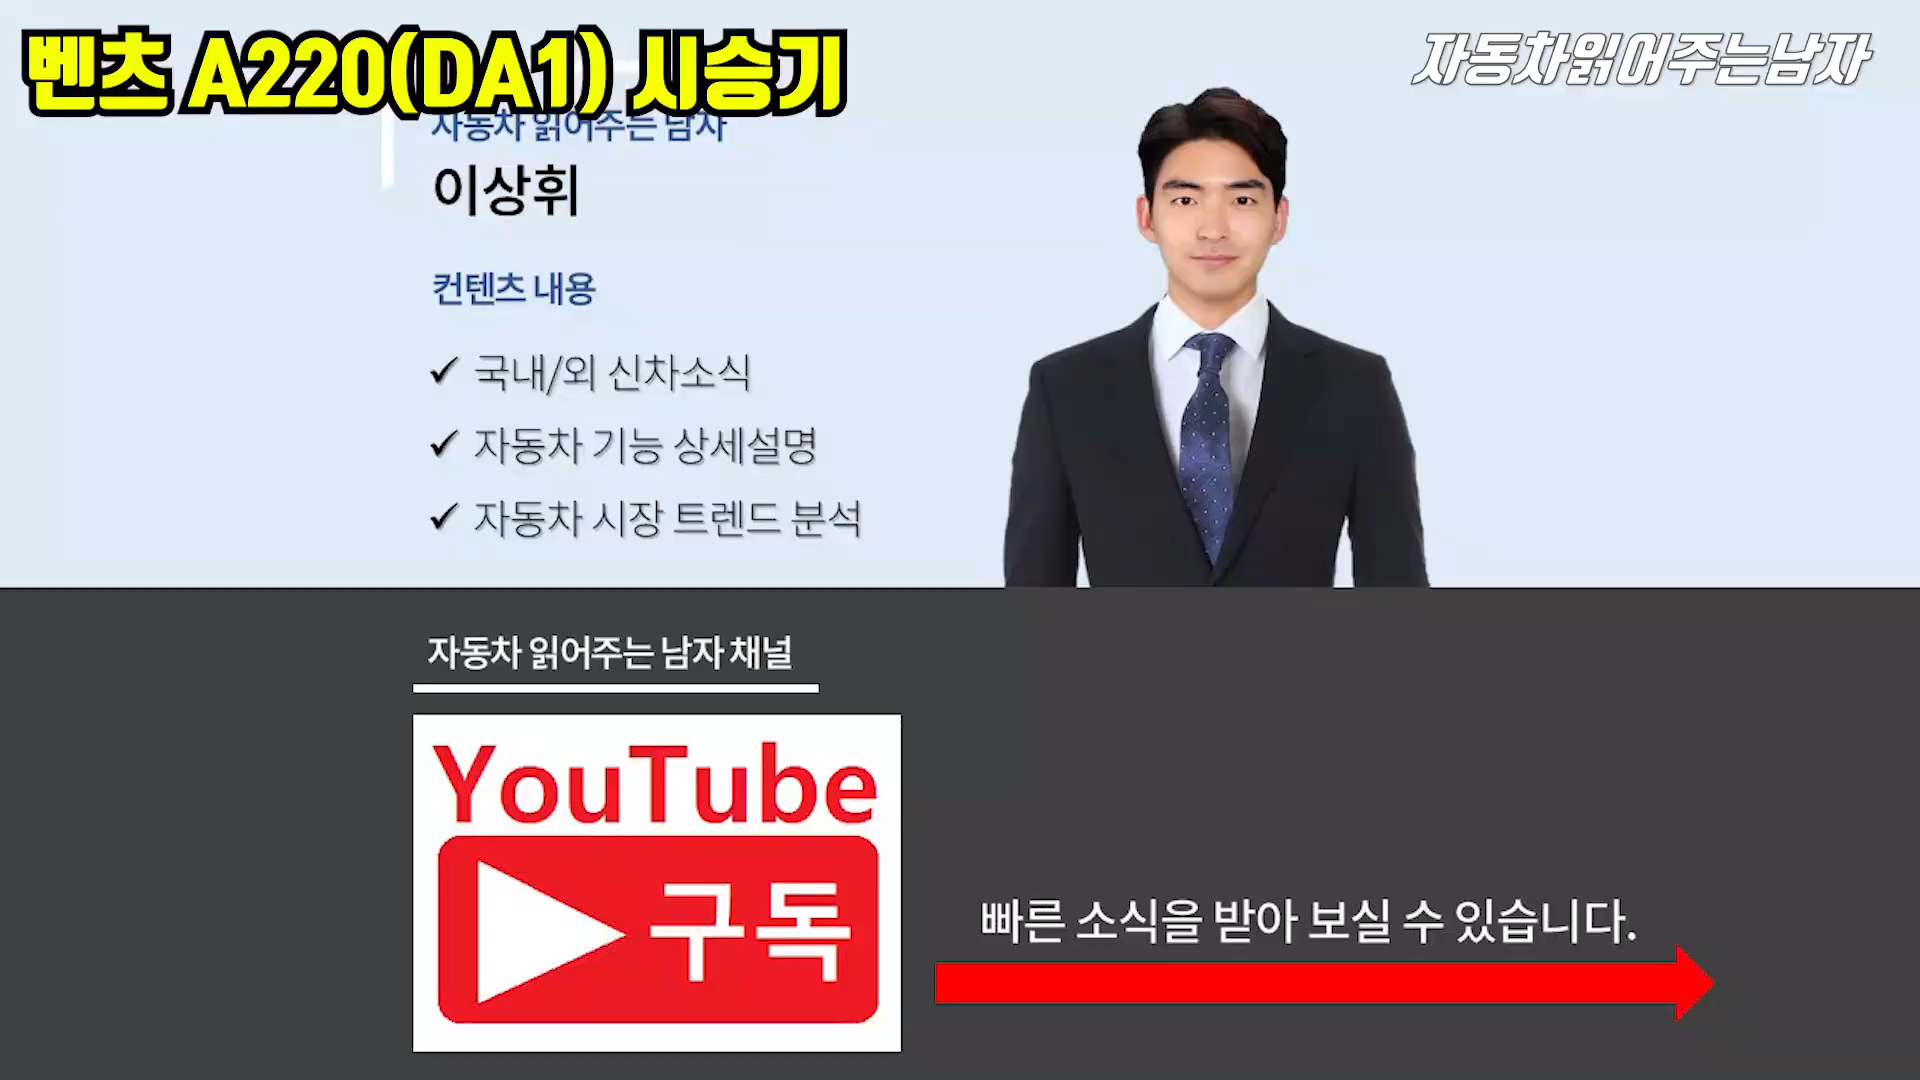 벤츠 A220(DA1) 시승기
자동차읽어주는남자
자동차 읽어주는 남자
이상휘
컨텐츠 내용
✓ 국내/외 신차소식
✓ 자동차 기능 상세설명
✓ 자동차 시장 트렌드 분석
자동차 읽어주는 남자 채널
YouTube
구독
빠른 소식을 받아 보실 수 있습니다.